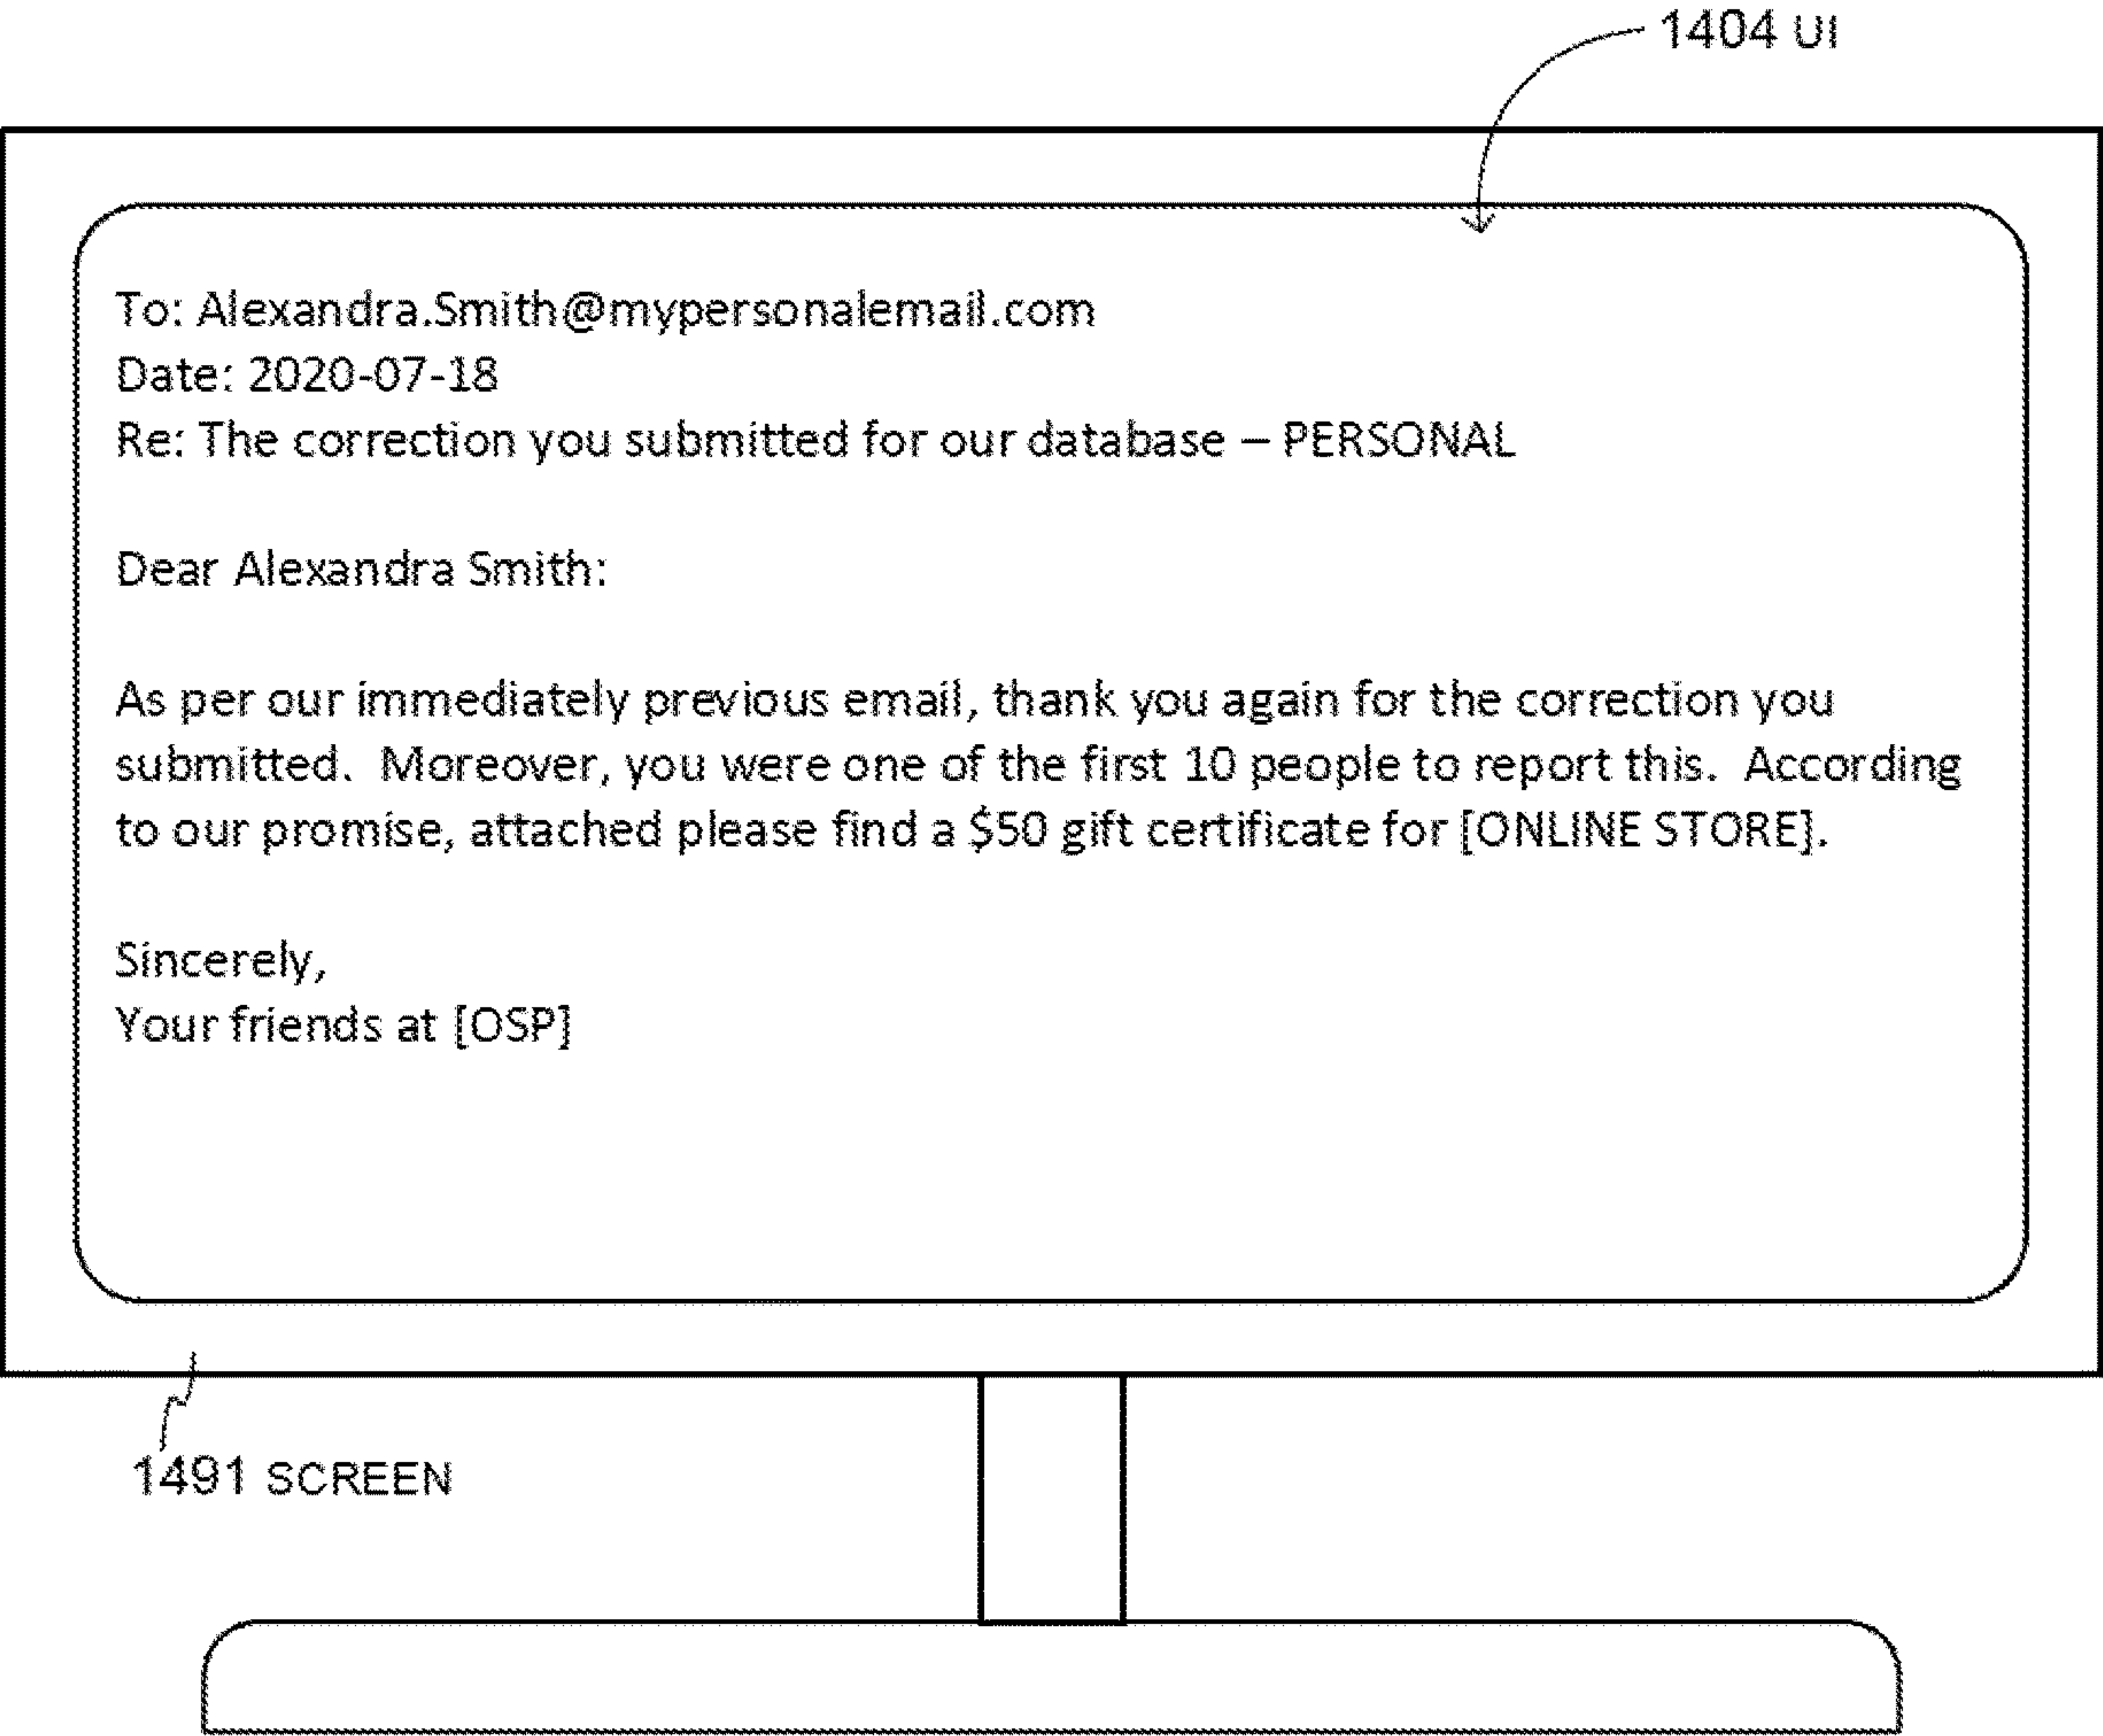 1404 UI
To: Alexandra.Smith@mypersonalemail.com
Date: 2020-07-18
Re: The correction you submitted for our database – PERSONAL
Dear Alexandra Smith:
As per our immediately previous email, thank you again for the correction you
submitted.  Moreover, you were one of the first 10 people to report this.  According
to our promise, attached please find a $50 gift certificate for [ONLINE STORE].
Sincerely,
Your friends at [OSP]
1491 SCREEN